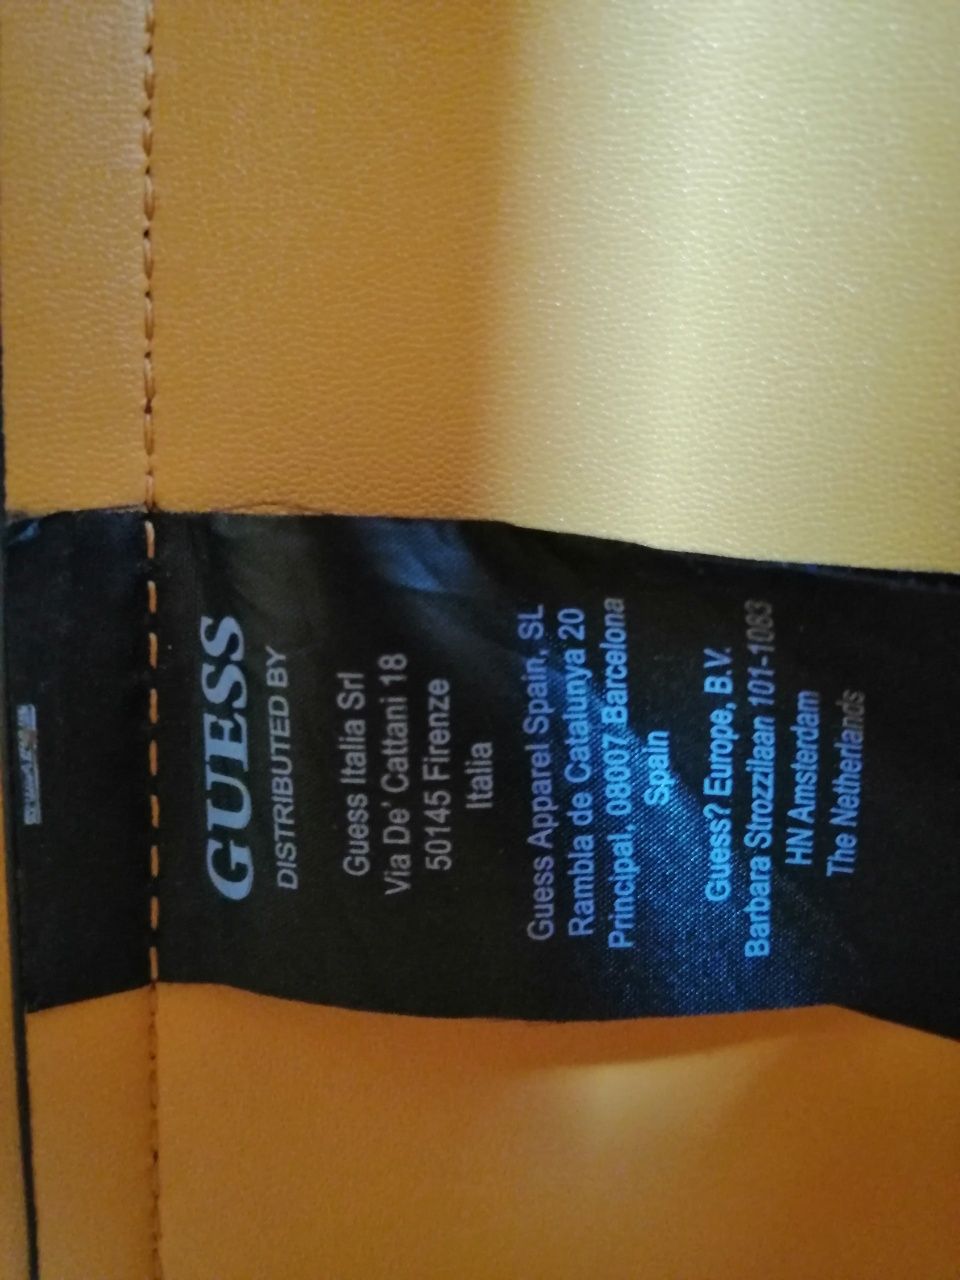 GUESS
DISTRIBUTED BY
Guess Italia Srl
Via De' Cattani 18
50145 Firenze
Italia
Guess Apparel Spain, SL
Rambla de Catalunya 20
Principal, 08007 Barcelona
Spain
Guess? Europe, B.V.
Barbara Strozzilaan 101-1083
HN Amsterdam
The Netherlands